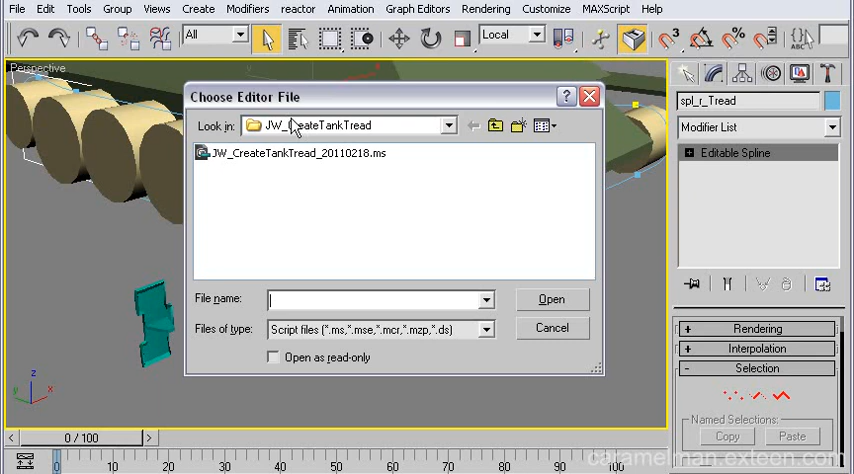 File Edit Tools Group Views Create Modifiers reactor Animation Graph Editors Rendering Customize MAXScript Help
All Local 3 ABC
Perspective
Choose Editor File
spl_r_Tread
Look in: JW_CreateTankTread
Modifier List
JW_CreateTankTread_20110218.ms
Editable Spline
File name: Open
Files of type: Script files (*.ms,*.mse,*.mcr,*.mzp,*.ds) Cancel
Open as read-only
+ Rendering
+ Interpolation
- Selection
z
y x
Named Selections:
Copy Paste
< 0 / 100 >
caramelman.exteen.com
0 10 20 30 40 50 60 70 80 90 100